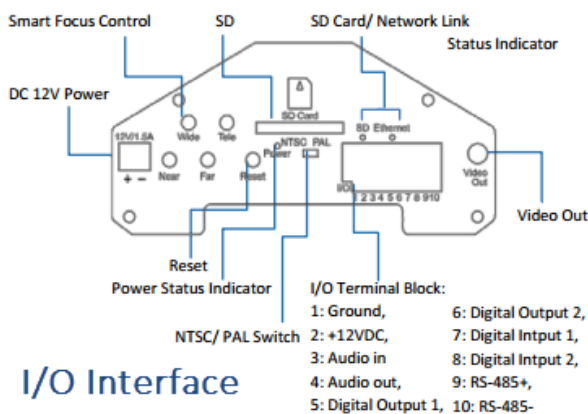 Smart Focus Control
SD
SD Card/ Network Link
Status Indicator
DC 12V Power
SD Card
12V/1.5A
Wide
Tele
SD Ethernet
NTSC PAL
Power
Near
Far
Reset
I/O
1 2 3 4 5 6 7 8 9 10
Video
Out
+ −
Video Out
Reset
Power Status Indicator
NTSC/ PAL Switch
I/O Terminal Block:
1: Ground,
2: +12VDC,
3: Audio in
4: Audio out,
5: Digital Output 1,
6: Digital Output 2,
7: Digital Intput 1,
8: Digital Intput 2,
9: RS-485+,
10: RS-485-
I/O Interface